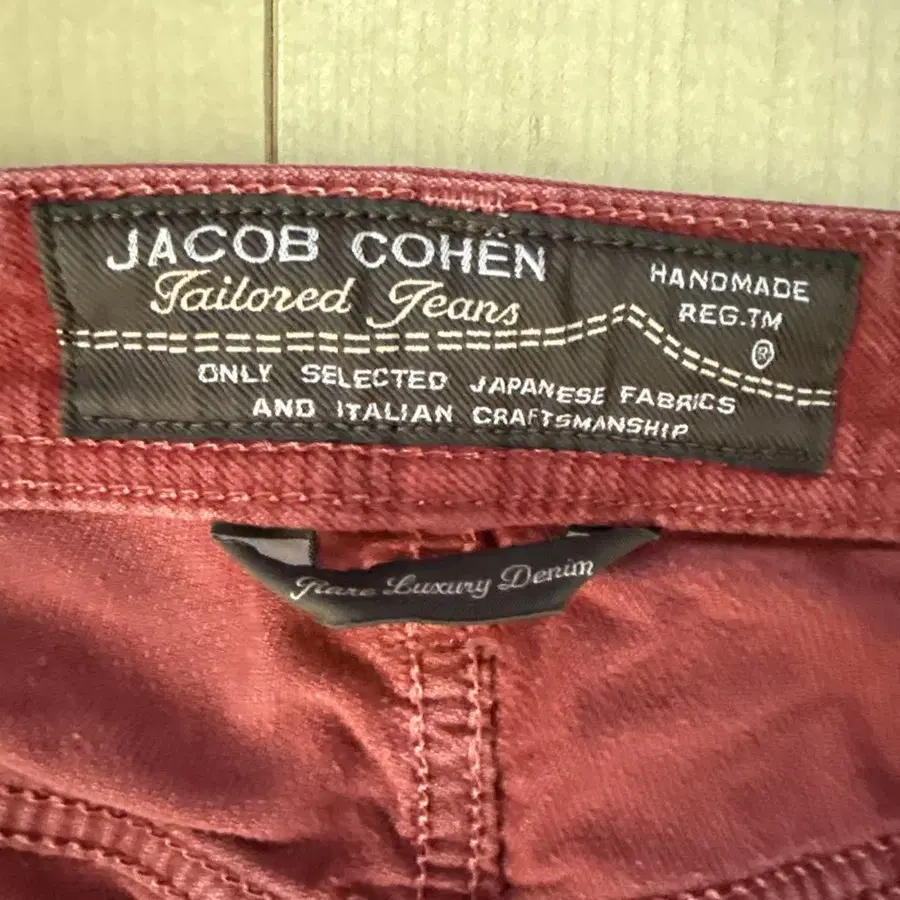 JACOB COHËN
Tailored Jeans
HANDMADE
REG.TM
®
ONLY SELECTED JAPANESE FABRICS
AND ITALIAN CRAFTSMANSHIP
Rare Luxury Denim